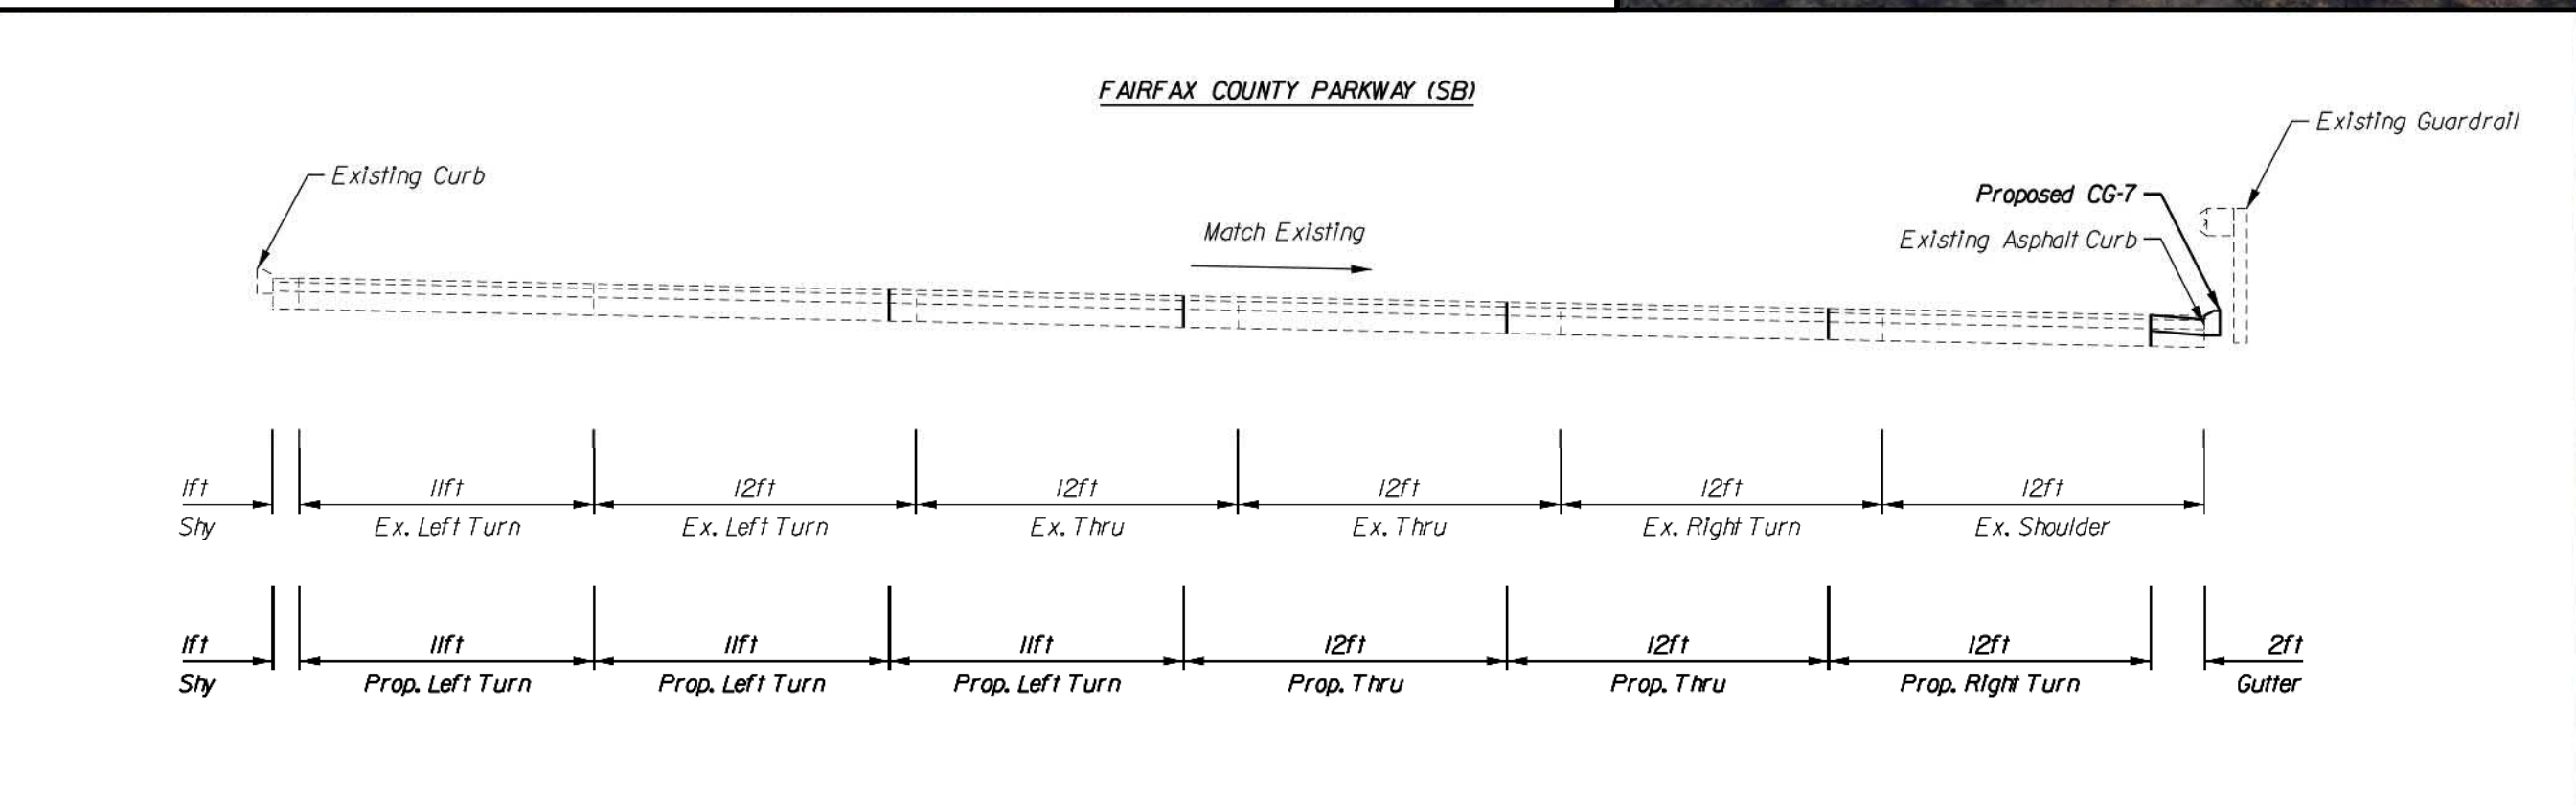 FAIRFAX COUNTY PARKWAY (SB)
Existing Guardrail
Existing Curb
Proposed CG-7
Match Existing
Existing Asphalt Curb
1ft 11ft 12ft 12ft 12ft 12ft 12ft
Shy Ex. Left Turn Ex. Left Turn Ex. Thru Ex. Thru Ex. Right Turn Ex. Shoulder
1ft 11ft 11ft 11ft 12ft 12ft 12ft 2ft
Shy Prop. Left Turn Prop. Left Turn Prop. Left Turn Prop. Thru Prop. Thru Prop. Right Turn Gutter